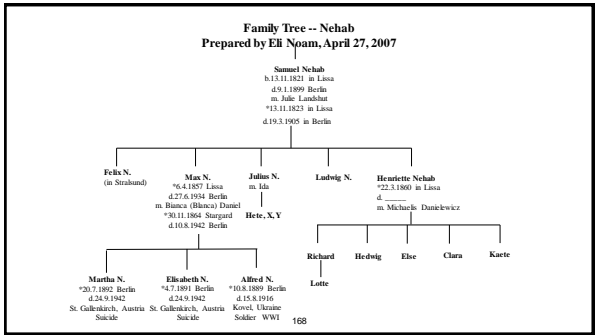 Family Tree -- Nehab
Prepared by Eli Noam, April 27, 2007
Samuel Nehab
b.13.11.1821 in Lissa
d.9.1.1899 Berlin
m. Julie Landshut
*13.11.1823 in Lissa
d.19.3.1905 in Berlin
Felix N.
(in Stralsund)
Max N.
*6.4.1857 Lissa
d.27.6.1934 Berlin
m. Bianca (Blanca) Daniel
*30.11.1864 Stargard
d.10.8.1942 Berlin
Julius N.
m. Ida
Hete, X, Y
Ludwig N.
Henriette Nehab
*22.3.1860 in Lissa
d. _____
m. Michaelis Danielewicz
Martha N.
*20.7.1892 Berlin
d.24.9.1942
St. Gallenkirch, Austria
Suicide
Elisabeth N.
*4.7.1891 Berlin
d.24.9.1942
St. Gallenkirch, Austria
Suicide
Alfred N.
*10.8.1889 Berlin
d.15.8.1916
Kovel, Ukraine
Soldier WWI
Richard
Lotte
Hedwig
Else
Clara
Kaete
168